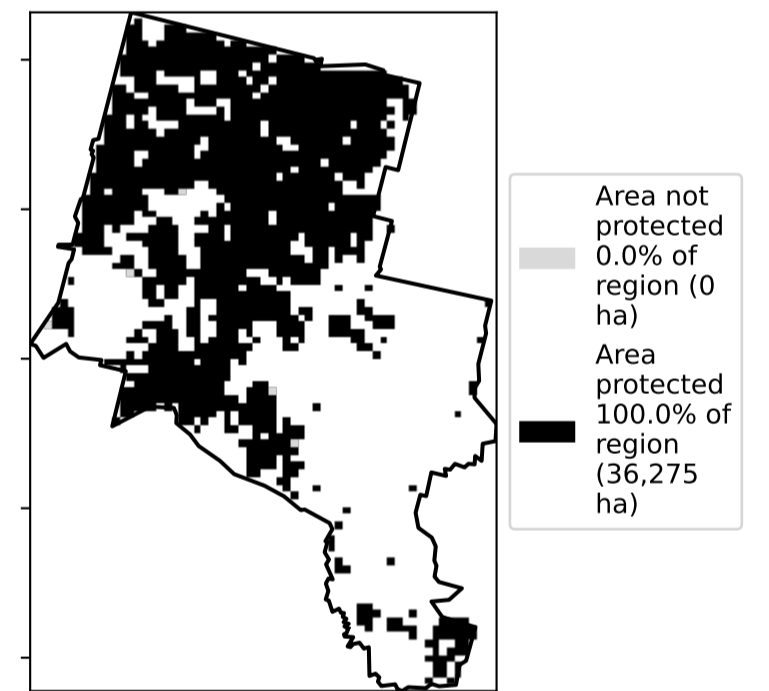 Area not
protected
0.0% of
region (0
ha)
Area
protected
100.0% of
region
(36,275
ha)